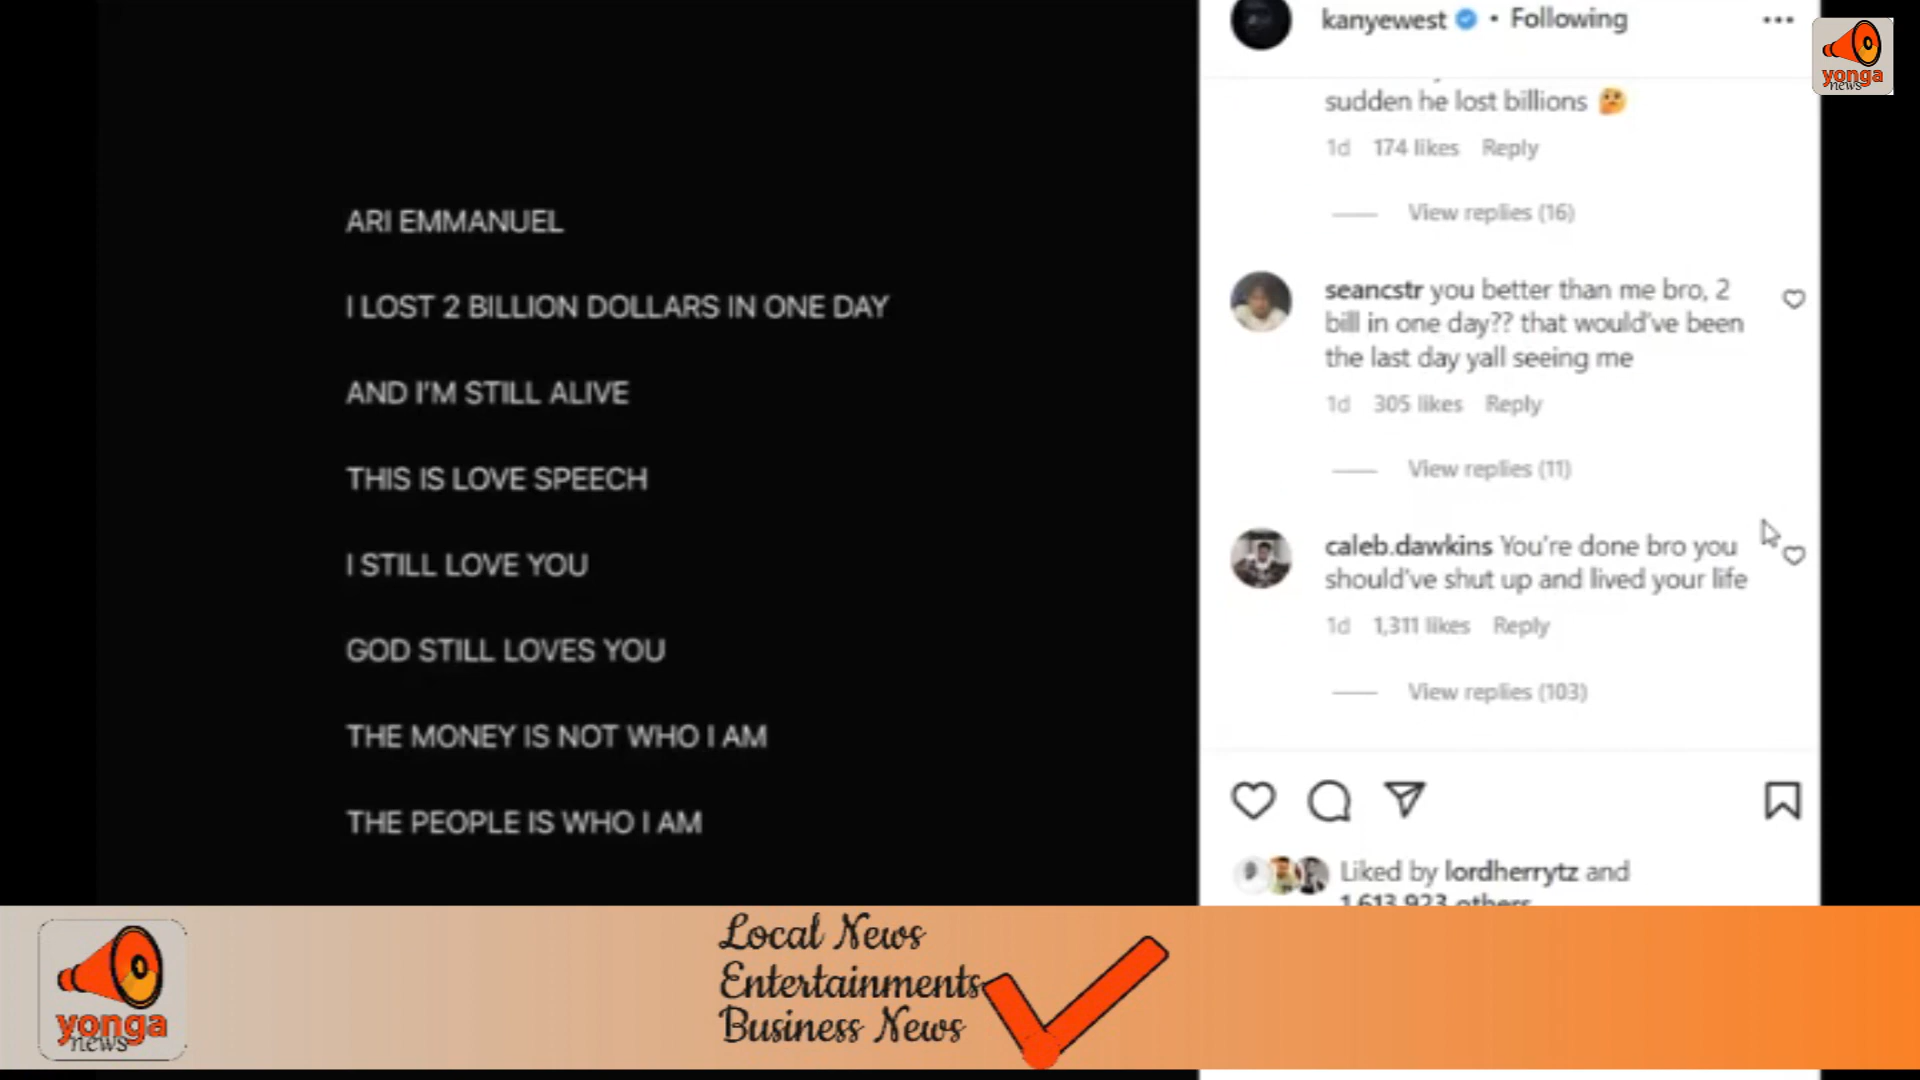 ARI EMMANUEL
I LOST 2 BILLION DOLLARS IN ONE DAY
AND I'M STILL ALIVE
THIS IS LOVE SPEECH
I STILL LOVE YOU
GOD STILL LOVES YOU
THE MONEY IS NOT WHO I AM
THE PEOPLE IS WHO I AM
kanyewest • Following
sudden he lost billions 🤔
1d 174 likes Reply
View replies (16)
seancstr you better than me bro, 2
bill in one day?? that would've been
the last day yall seeing me
1d 305 likes Reply
View replies (11)
caleb.dawkins You're done bro you
should've shut up and lived your life
1d 1,311 likes Reply
View replies (103)
Liked by lordherrytz and
1,613,923 others
yonga
news
yonga
news
Local News
Entertainments
Business News